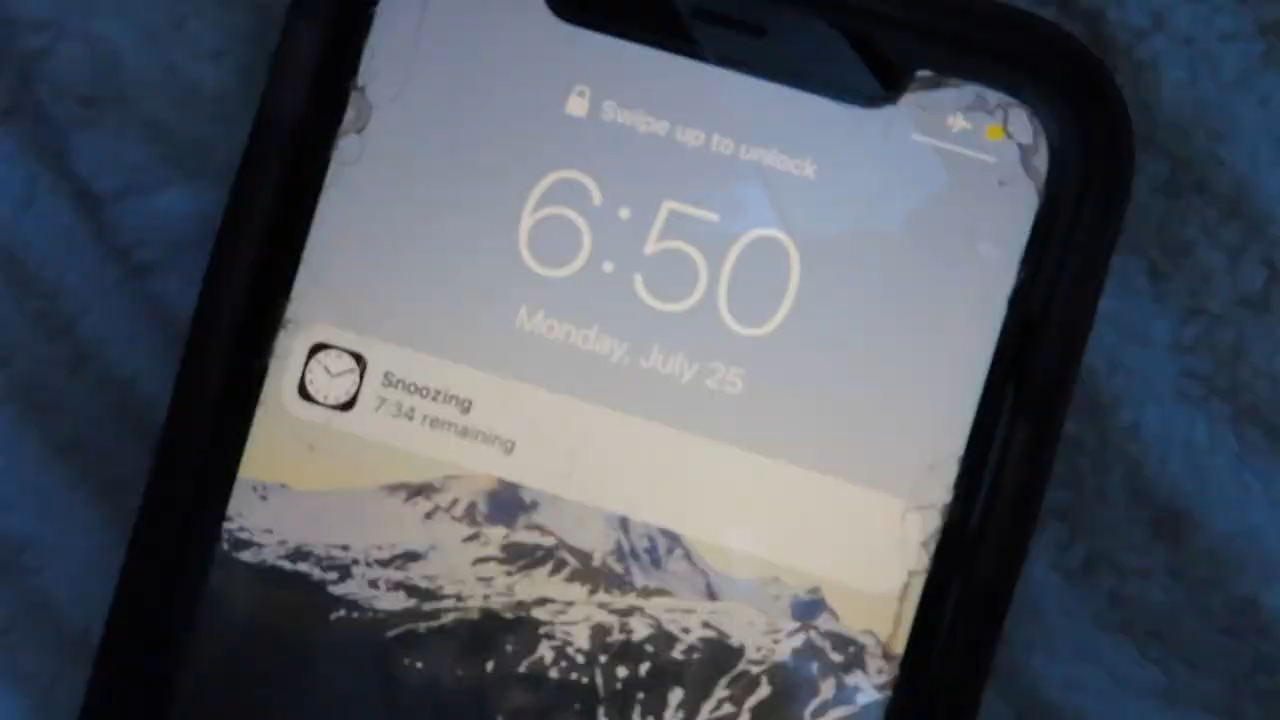 Swipe up to unlock
6:50
Monday, July 25
Snoozing
7:34 remaining